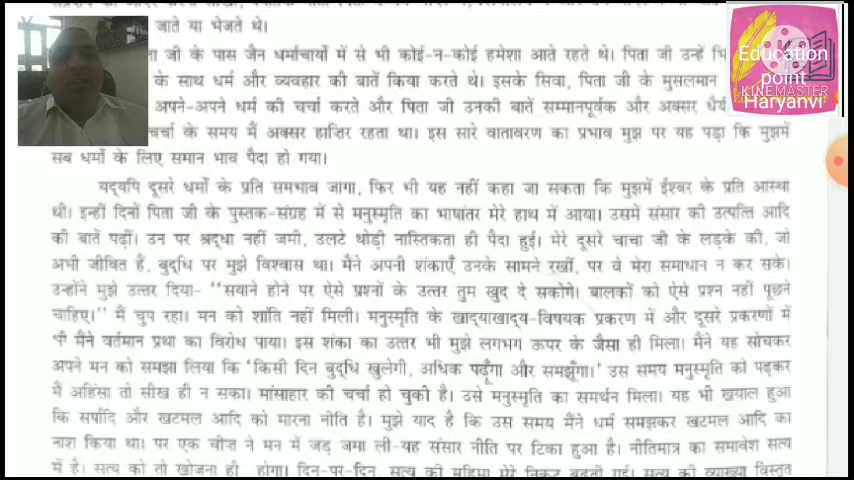 जाते या भेजते थे।
ता जी के पास जैन धर्माचार्यों में से भी कोई-न-कोई हमेशा आते रहते थे। पिता जी उन्हें
के साथ धर्म और व्यवहार की बातें किया करते थे। इसके सिवा, पिता जी के मुसलमान
अपने-अपने धर्म की चर्चा करते और पिता जी उनकी बातें सम्मानपूर्वक और अक्सर
चर्चा के समय मैं अक्सर हाज़िर रहता था। इस सारे वातावरण का प्रभाव मुझ पर यह पड़ा कि मुझमें
सब धर्मों के लिए समान भाव पैदा हो गया।
यद्यपि दूसरे धर्मों के प्रति समभाव जागा, फिर भी यह नहीं कहा जा सकता कि मुझमें ईश्वर के प्रति आस्था
थी। इन्हीं दिनों पिता जी के पुस्तक-संग्रह में से मनुस्मृति का भाषांतर मेरे हाथ में आया। उसमें संसार की उत्पत्ति आदि
की बातें पढ़ीं। उन पर श्रद्धा नहीं जमी, उलटे थोड़ी नास्तिकता ही पैदा हुई। मेरे दूसरे चाचा जी के लड़के की, जो
अभी जीवित हैं, बुद्धि पर मुझे विश्वास था। मैंने अपनी शंकाएँ उनके सामने रखीं, पर वे मेरा समाधान न कर सके।
उन्होंने मुझे उत्तर दिया- "सयाने होने पर ऐसे प्रश्नों के उत्तर तुम खुद दे सकोगे। बालकों को ऐसे प्रश्न नहीं पूछने
चाहिए।" मैं चुप रहा। मन को शांति नहीं मिली। मनुस्मृति के खाद्याखाद्य-विषयक प्रकरण में और दूसरे प्रकरणों में
भी मैंने वर्तमान प्रथा का विरोध पाया। इस शंका का उत्तर भी मुझे लगभग ऊपर के जैसा ही मिला। मैंने यह सोचकर
अपने मन को समझा लिया कि 'किसी दिन बुद्धि खुलेगी, अधिक पढ़ूँगा और समझूँगा।' उस समय मनुस्मृति को पढ़कर
मैं अहिंसा तो सीख ही न सका। मांसाहार की चर्चा हो चुकी है। उसे मनुस्मृति का समर्थन मिला। यह भी खयाल हुआ
कि सर्पादि और खटमल आदि को मारना नीति है। मुझे याद है कि उस समय मैंने धर्म समझकर खटमल आदि का
नाश किया था। पर एक चीज़ ने मन में जड़ जमा ली-यह संसार नीति पर टिका हुआ है। नीतिमात्र का समावेश सत्य
में है। सत्य को तो खोजना ही होगा। दिन-पर-दिन सत्य की महिमा मेरे निकट बढ़ती गई। सत्य की व्याख्या विस्तृत
Education
point
KINEMASTER
Haryanvi